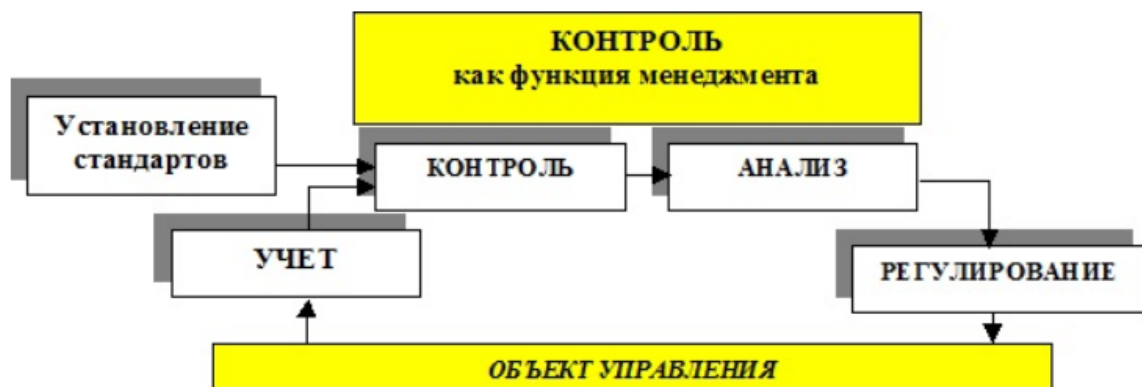 КОНТРОЛЬ
как функция менеджмента
Установление
стандартов
КОНТРОЛЬ
АНАЛИЗ
УЧЕТ
РЕГУЛИРОВАНИЕ
ОБЪЕКТ УПРАВЛЕНИЯ